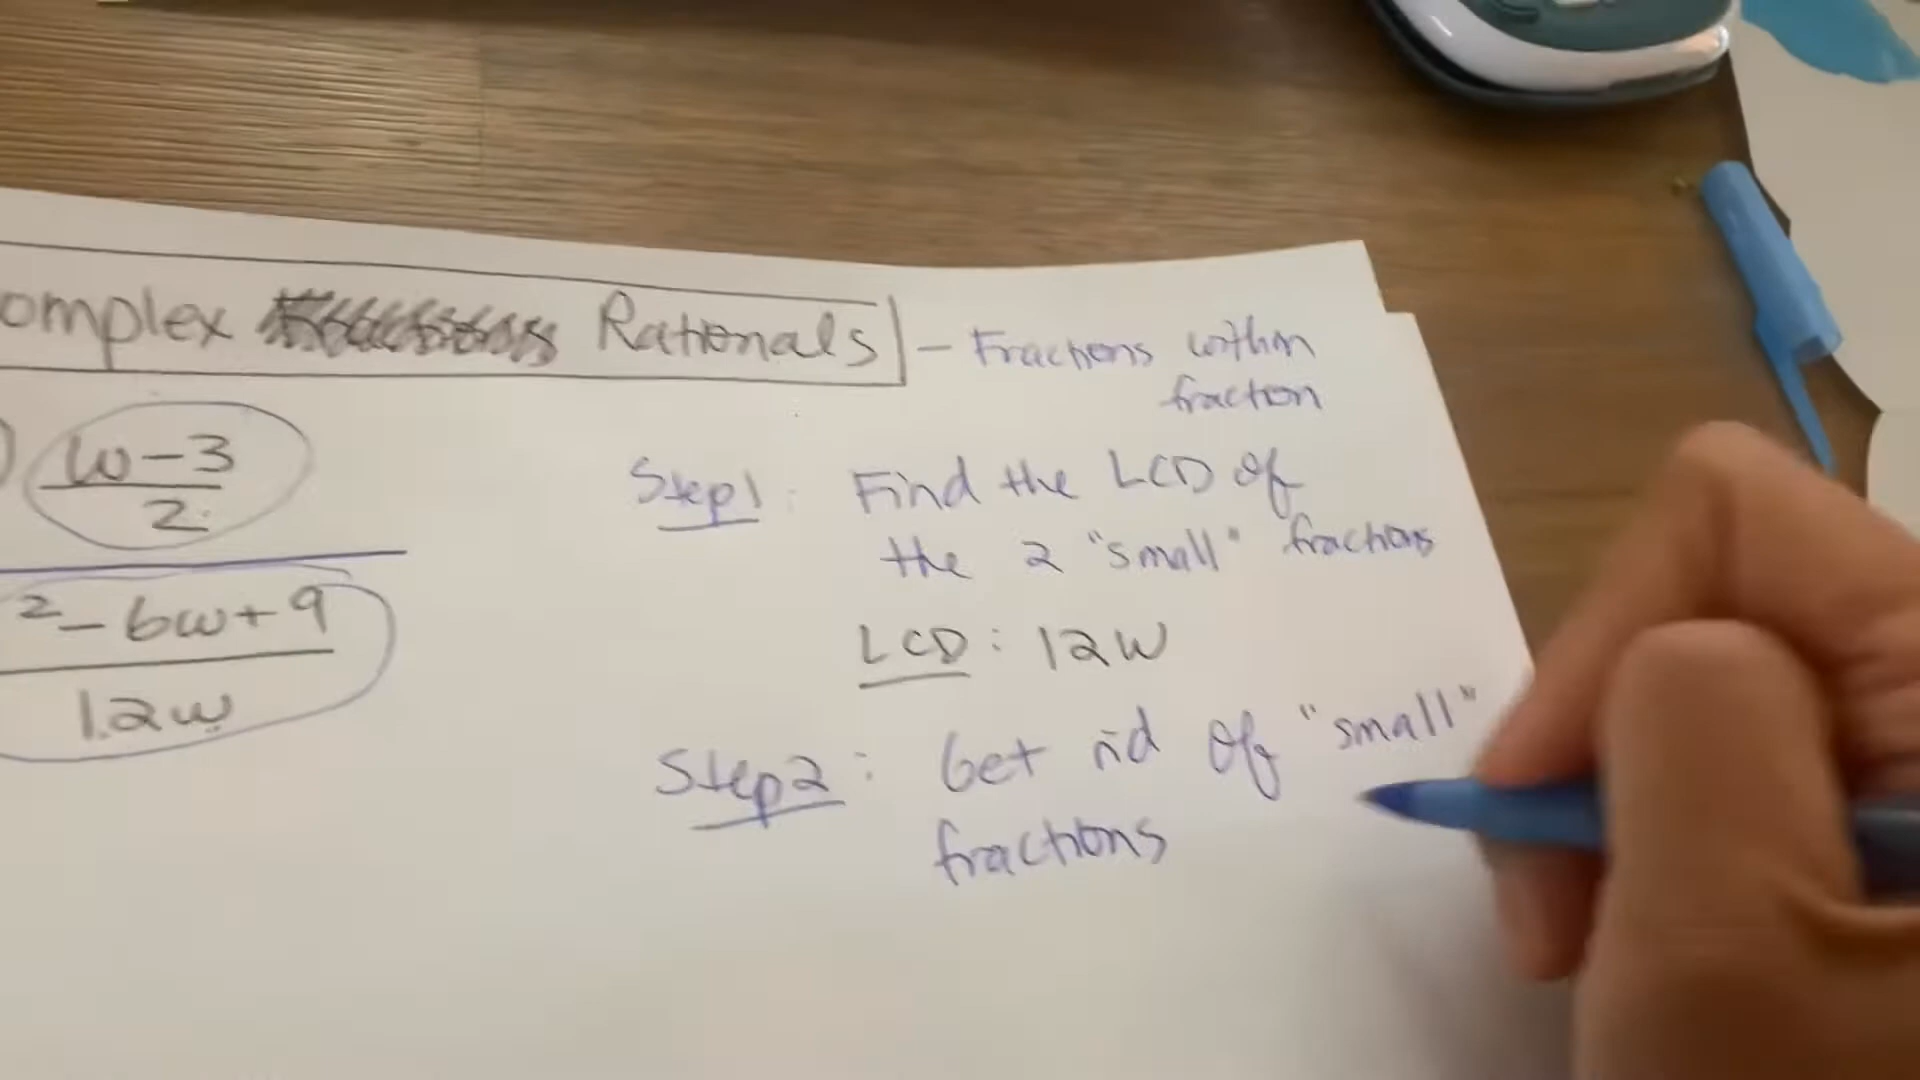 omplex Rationals - Fractions within
fraction
w-3
2
2-6w+9
12w
Step1: Find the LCD of
the 2 "small" fractions
LCD: 12w
Step2: Get rid of "small"
fractions